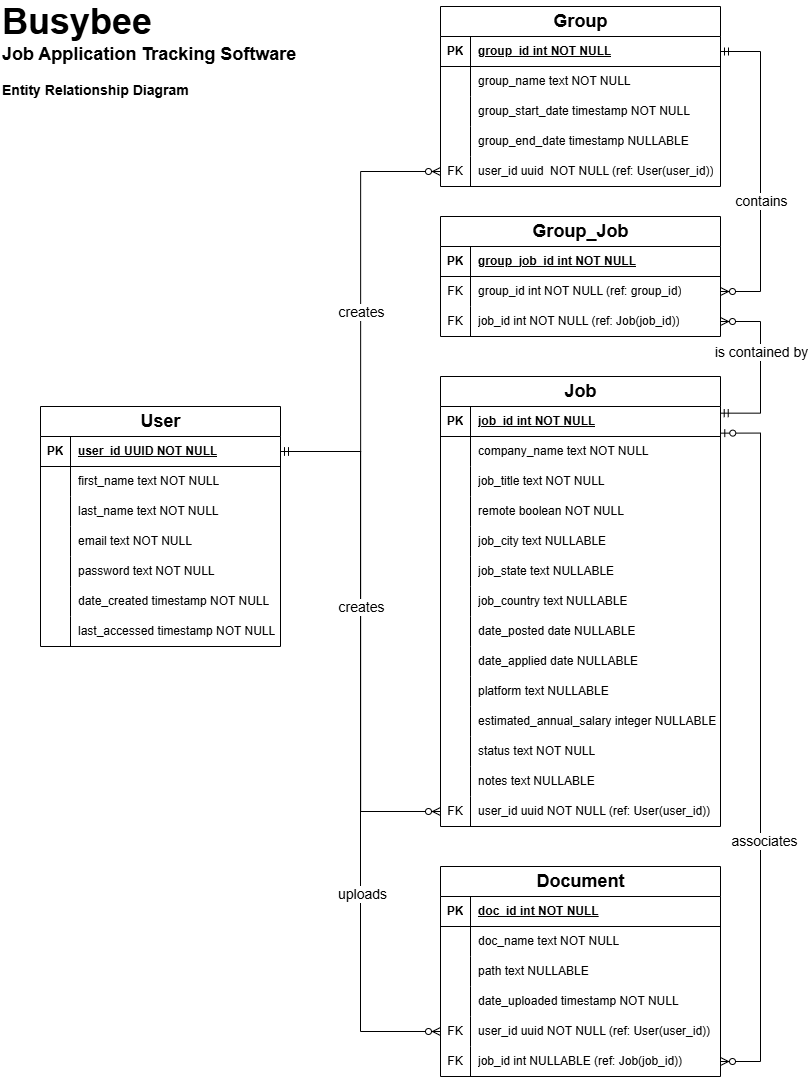 Busybee
Job Application Tracking Software
Entity Relationship Diagram
Group
PK group_id int NOT NULL
group_name text NOT NULL
group_start_date timestamp NOT NULL
group_end_date timestamp NULLABLE
FK user_id uuid  NOT NULL (ref: User(user_id))
contains
Group_Job
PK group_job_id int NOT NULL
FK group_id int NOT NULL (ref: group_id)
FK job_id int NOT NULL (ref: Job(job_id))
creates
is contained by
User
PK user_id UUID NOT NULL
first_name text NOT NULL
last_name text NOT NULL
email text NOT NULL
password text NOT NULL
date_created timestamp NOT NULL
last_accessed timestamp NOT NULL
creates
Job
PK job_id int NOT NULL
company_name text NOT NULL
job_title text NOT NULL
remote boolean NOT NULL
job_city text NULLABLE
job_state text NULLABLE
job_country text NULLABLE
date_posted date NULLABLE
date_applied date NULLABLE
platform text NULLABLE
estimated_annual_salary integer NULLABLE
status text NOT NULL
notes text NULLABLE
FK user_id uuid NOT NULL (ref: User(user_id))
associates
uploads
Document
PK doc_id int NOT NULL
doc_name text NOT NULL
path text NULLABLE
date_uploaded timestamp NOT NULL
FK user_id uuid NOT NULL (ref: User(user_id))
FK job_id int NULLABLE (ref: Job(job_id))